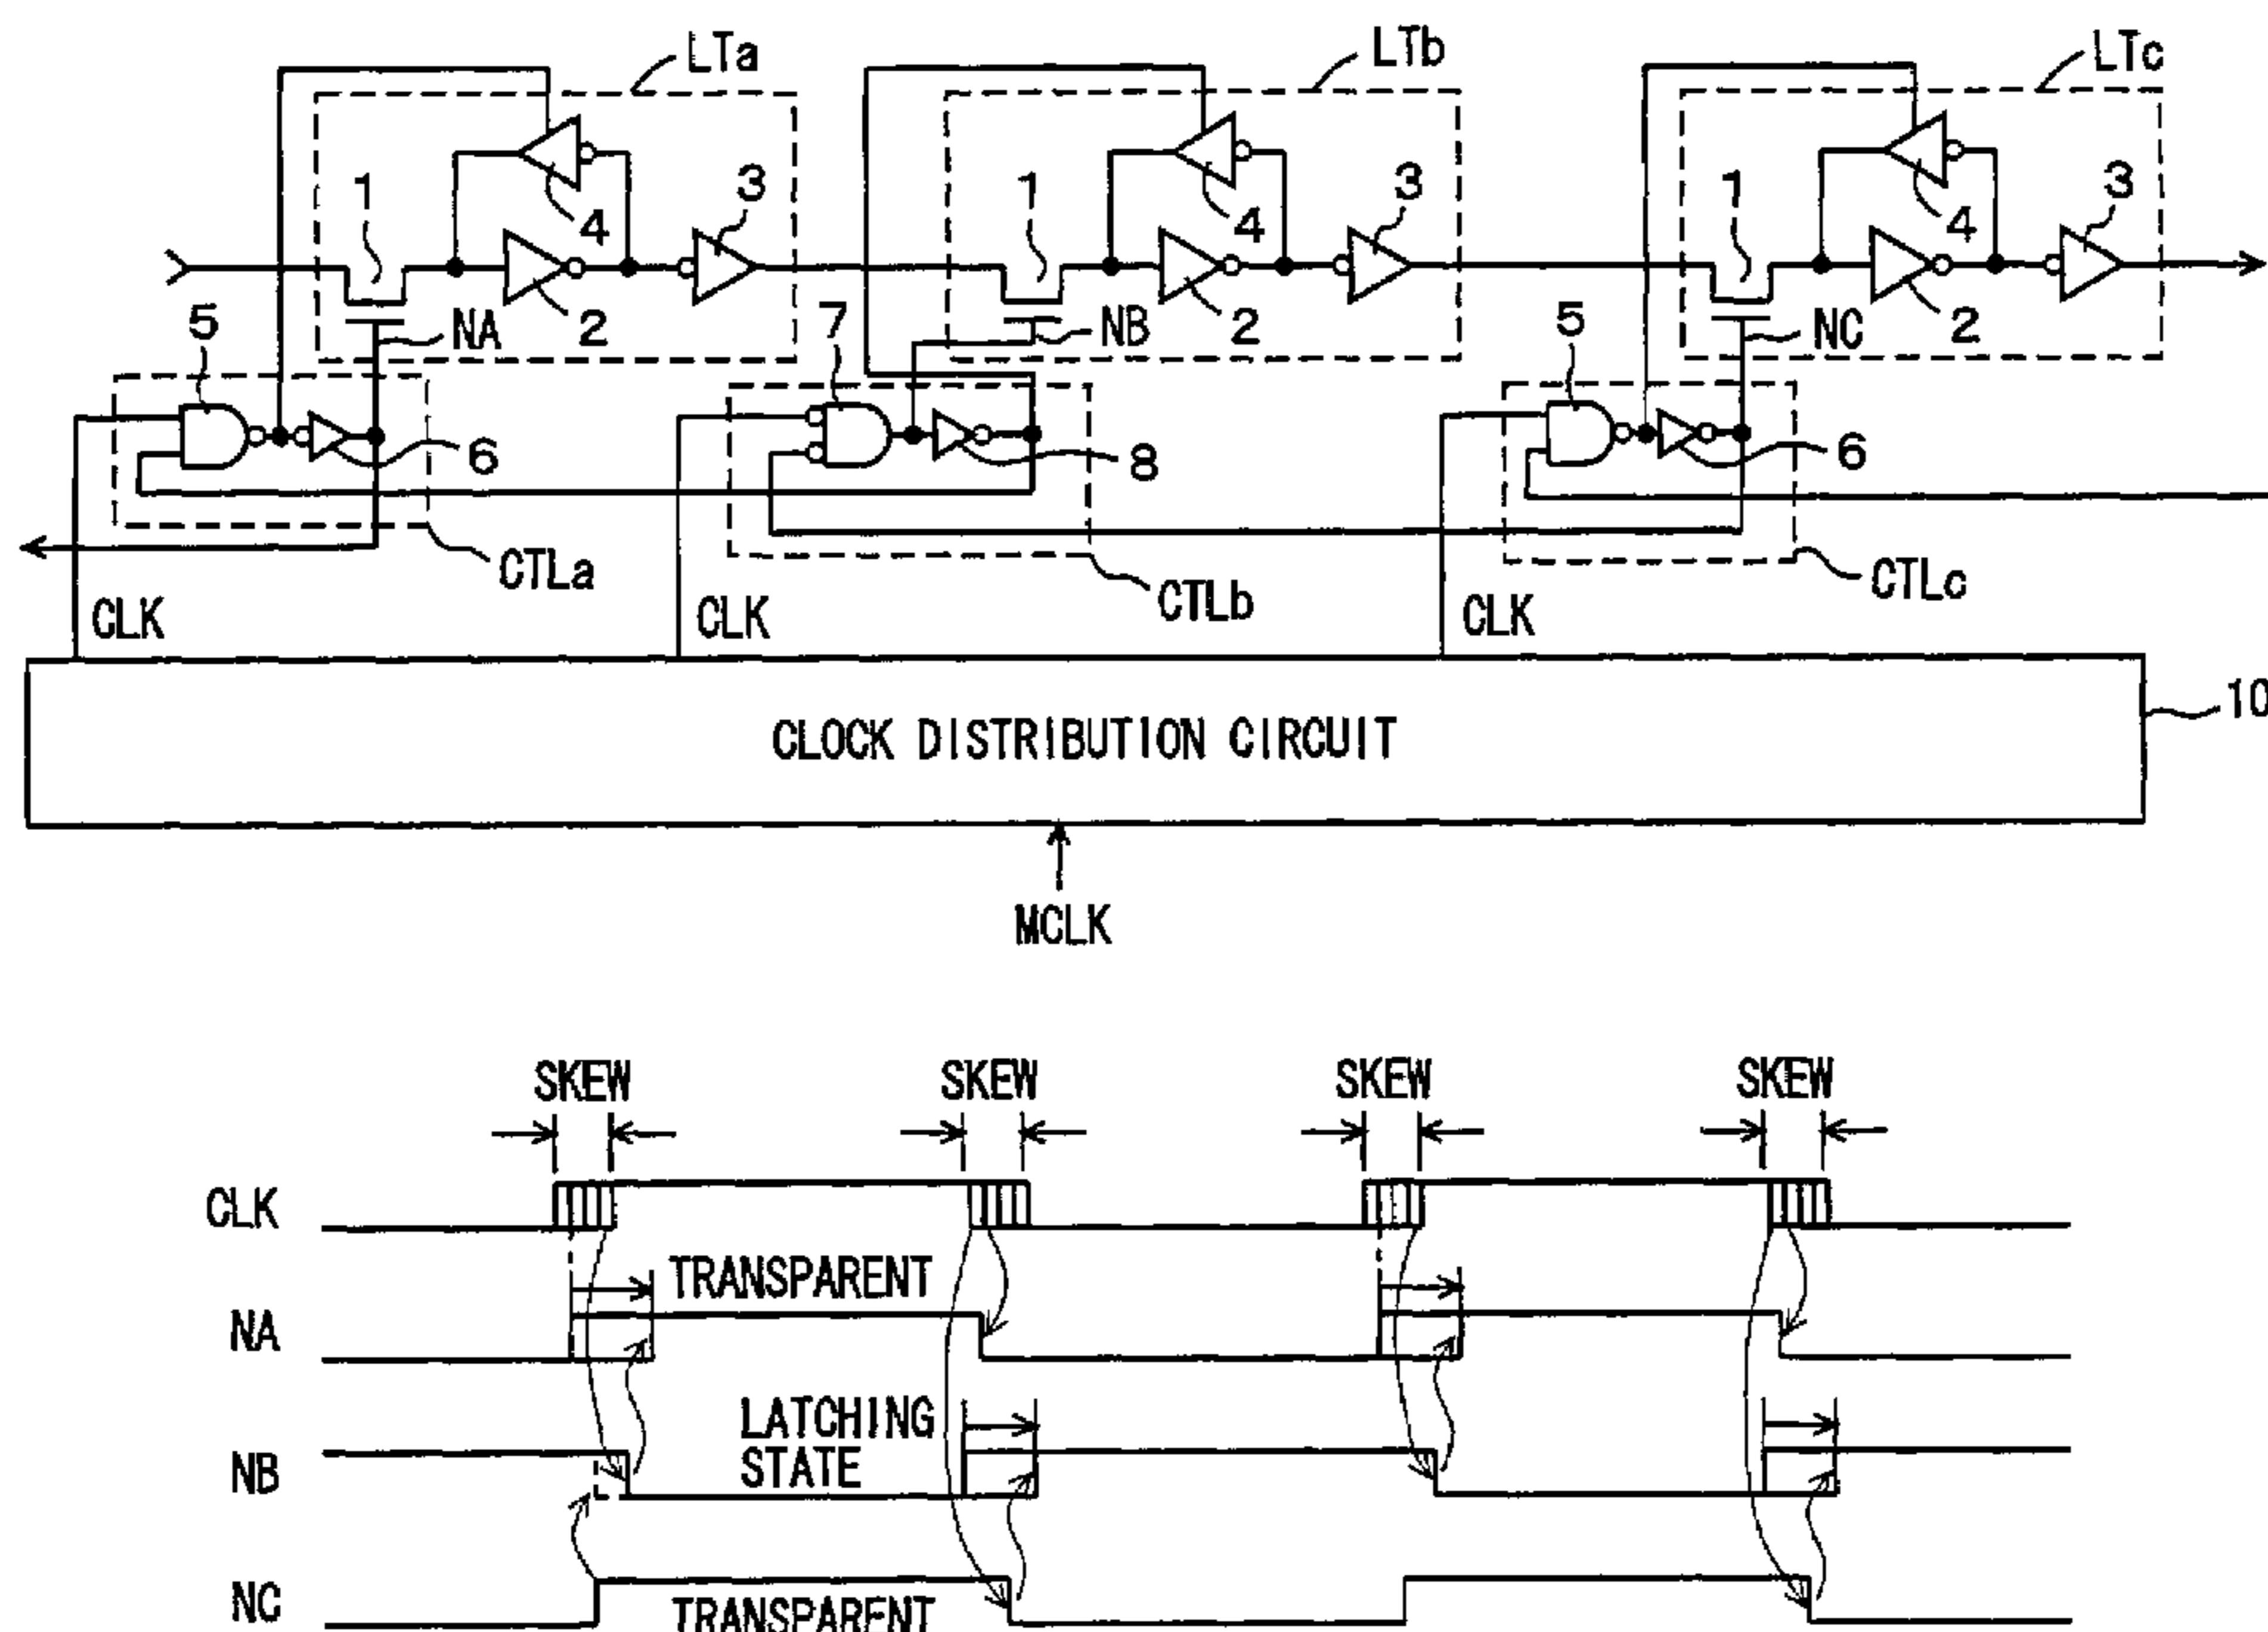 LTa LTb LTc
1 4 3 1 4 3 1 4 3
5 NA 2 7 NB 2 5 NC 2
6 8 6
CTLa CTLb CTLc
CLK CLK CLK
CLOCK DISTRIBUTION CIRCUIT 10
MCLK
SKEW SKEW SKEW SKEW
CLK
TRANSPARENT
NA
LATCHING
NB STATE
NC TRANSPARENT